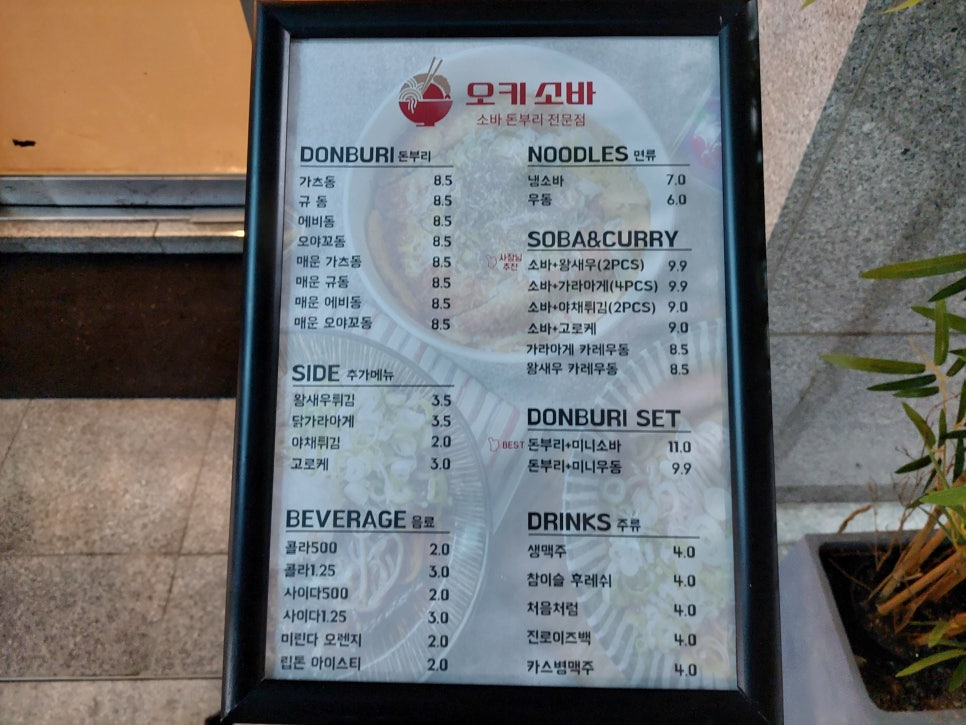 오키소바
소바 돈부리 전문점
DONBURI 돈부리
가츠동 8.5
규 동 8.5
에비동 8.5
오야꼬동 8.5
매운 가츠동 8.5
매운 규동 8.5
매운 에비동 8.5
매운 오야꼬동 8.5
SIDE 추가메뉴
왕새우튀김 3.5
닭가라아게 3.5
야채튀김 2.0
고로케 3.0
BEVERAGE 음료
콜라500 2.0
콜라1.25 3.0
사이다500 2.0
사이다1.25 3.0
미린다 오렌지 2.0
립톤 아이스티 2.0
NOODLES 면류
냉소바 7.0
우동 6.0
SOBA&CURRY
사장님
추천
소바+왕새우(2PCS) 9.9
소바+가라아게(4PCS) 9.9
소바+야채튀김(2PCS) 9.0
소바+고로케 9.0
가라아게 카레우동 8.5
왕새우 카레우동 8.5
DONBURI SET
BEST 돈부리+미니소바 11.0
돈부리+미니우동 9.9
DRINKS 주류
생맥주 4.0
참이슬 후레쉬 4.0
처음처럼 4.0
진로이즈백 4.0
카스병맥주 4.0